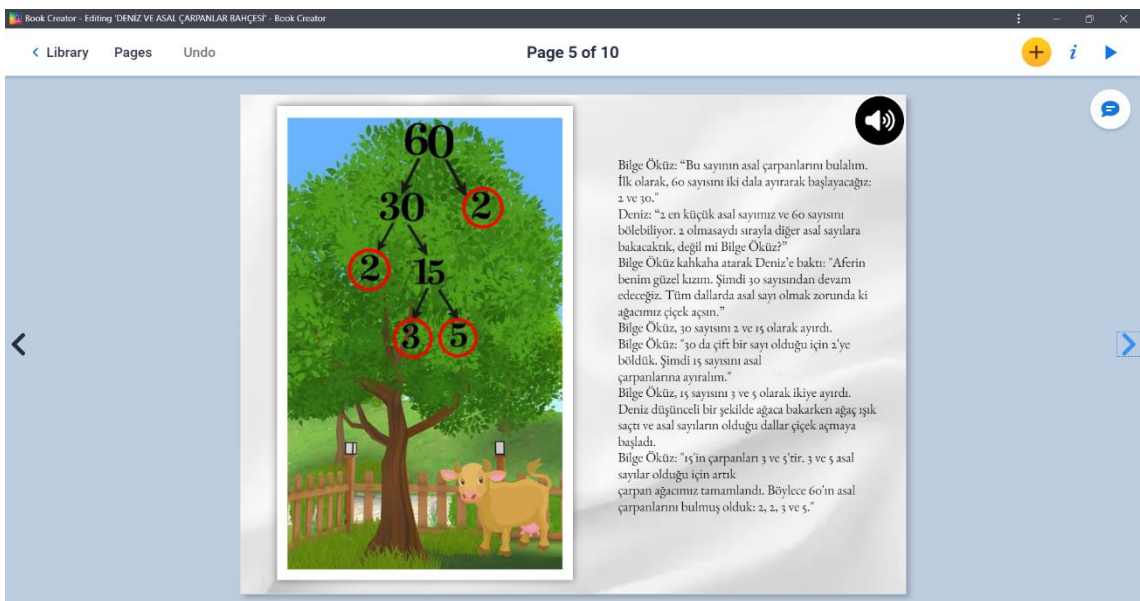 Book Creator - Editing 'DENİZ VE ASAL ÇARPANLAR BAHÇESİ' - Book Creator
Library Pages Undo Page 5 of 10
60
30 2
2 15
3 5
Bilge Öküz: “Bu sayının asal çarpanlarını bulalım.
İlk olarak, 60 sayısını iki dala ayırarak başlayacağız:
2 ve 30."
Deniz: “2 en küçük asal sayımız ve 60 sayısını
bölebiliyor. 2 olmasaydı sırayla diğer asal sayılara
bakacaktık, değil mi Bilge Öküz?”
Bilge Öküz kahkaha atarak Deniz’e baktı: "Aferin
benim güzel kızım. Şimdi 30 sayısından devam
edeceğiz. Tüm dallarda asal sayı olmak zorunda ki
ağacımız çiçek açsın.”
Bilge Öküz, 30 sayısını 2 ve 15 olarak ayırdı.
Bilge Öküz: "30 da çift bir sayı olduğu için 2'ye
böldük. Şimdi 15 sayısını asal
çarpanlarına ayıralım."
Bilge Öküz, 15 sayısını 3 ve 5 olarak ikiye ayırdı.
Deniz düşünceli bir şekilde ağaca bakarken ağaç ışık
saçtı ve asal sayıların olduğu dallar çiçek açmaya
başladı.
Bilge Öküz: "15'in çarpanları 3 ve 5'tir. 3 ve 5 asal
sayılar olduğu için artık
çarpan ağacımız tamamlandı. Böylece 60'ın asal
çarpanlarını bulmuş olduk: 2, 2, 3 ve 5."